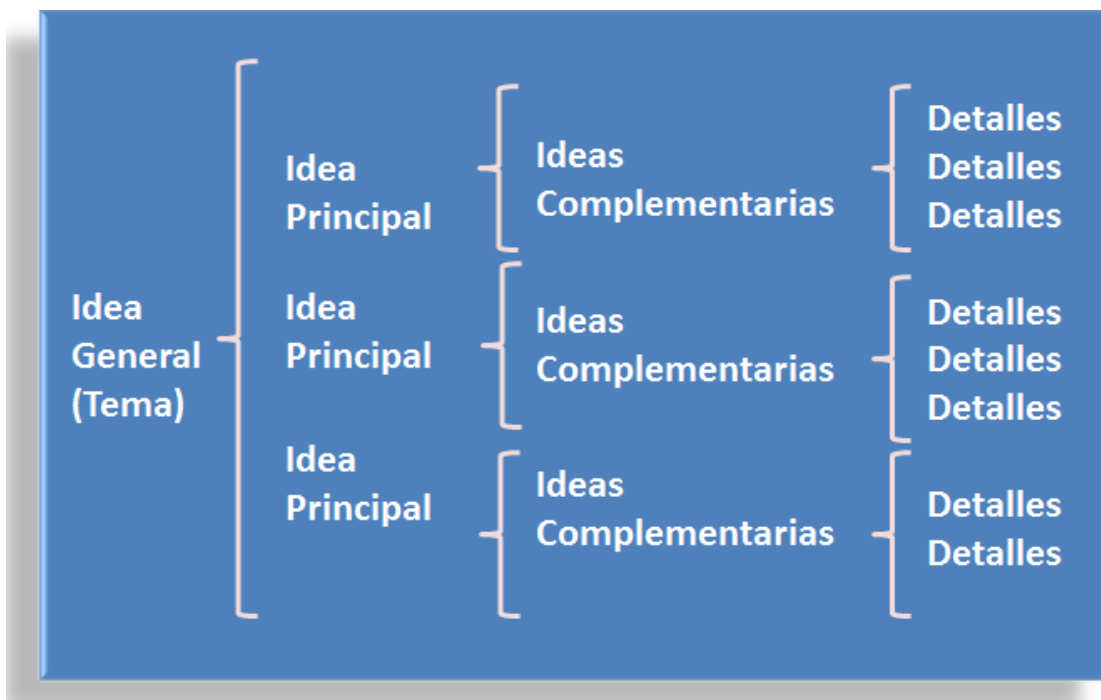 Idea
General
(Tema)
Idea
Principal
Ideas
Complementarias
Detalles
Detalles
Detalles
Idea
Principal
Ideas
Complementarias
Detalles
Detalles
Detalles
Idea
Principal
Ideas
Complementarias
Detalles
Detalles